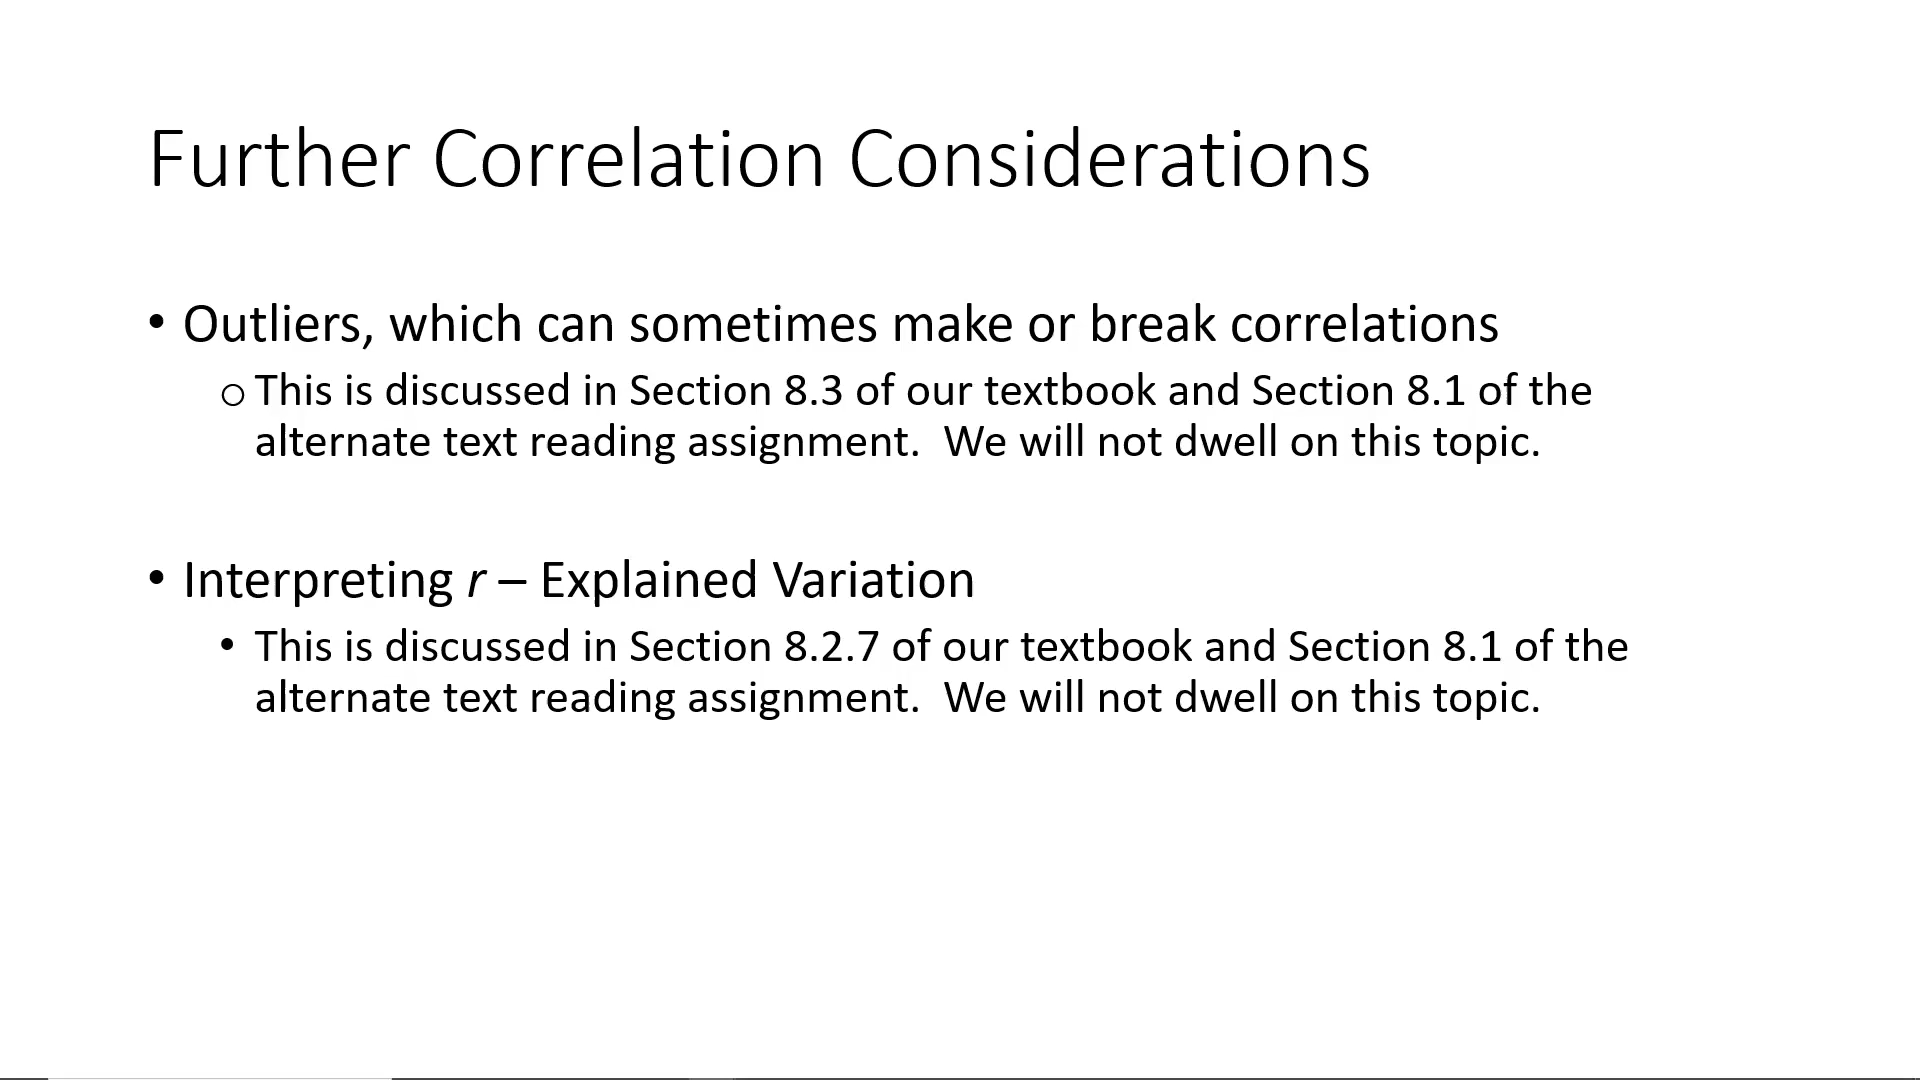 Further Correlation Considerations
• Outliers, which can sometimes make or break correlations
○ This is discussed in Section 8.3 of our textbook and Section 8.1 of the
alternate text reading assignment.  We will not dwell on this topic.
• Interpreting r – Explained Variation
• This is discussed in Section 8.2.7 of our textbook and Section 8.1 of the
alternate text reading assignment.  We will not dwell on this topic.